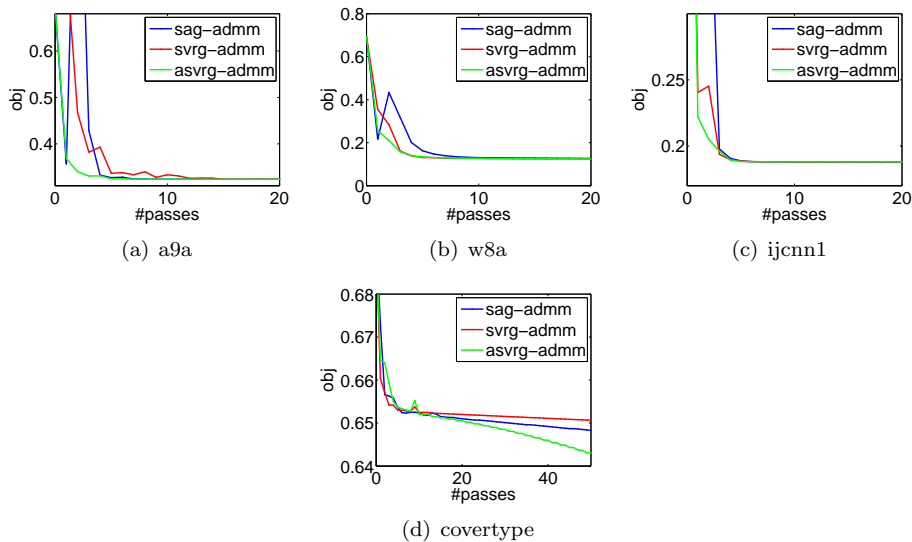 0.6
0.5
0.4
obj
sag-admm
svrg-admm
asvrg-admm
0
10
20
#passes
(a) a9a
0.8
0.6
0.4
0.2
0
obj
sag-admm
svrg-admm
asvrg-admm
0
10
20
#passes
(b) w8a
0.25
0.2
obj
sag-admm
svrg-admm
asvrg-admm
0
10
20
#passes
(c) ijcnn1
0.68
0.67
0.66
0.65
0.64
obj
sag-admm
svrg-admm
asvrg-admm
0
20
40
#passes
(d) covertype